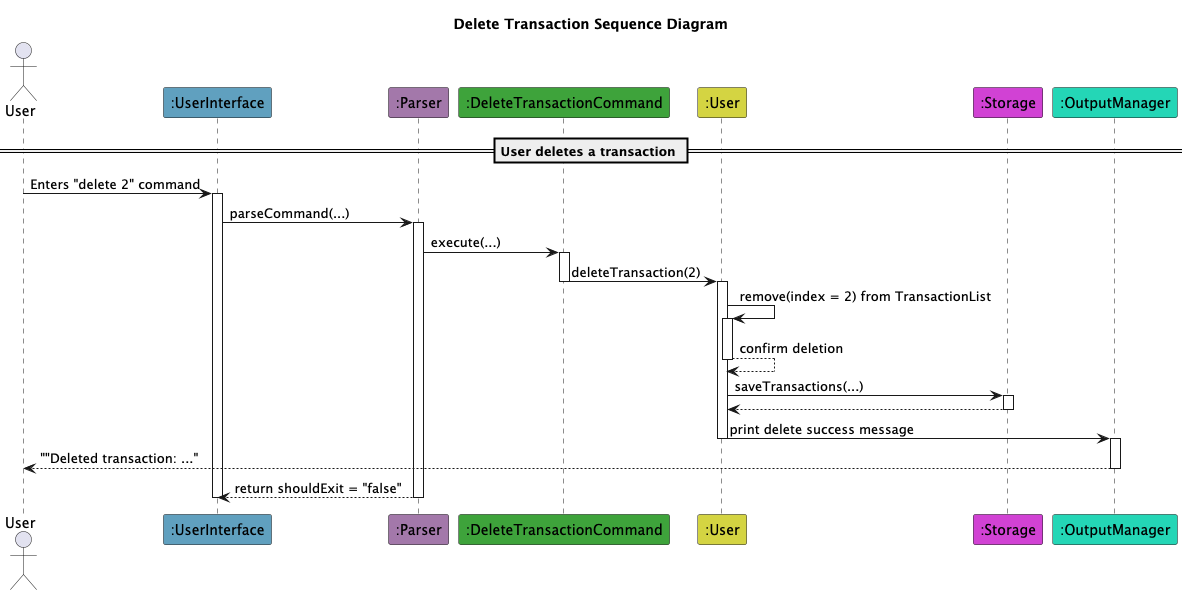 Delete Transaction Sequence Diagram
User
:UserInterface
:Parser
:DeleteTransactionCommand
:User
:Storage
:OutputManager
User deletes a transaction
Enters "delete 2" command
parseCommand(...)
execute(...)
deleteTransaction(2)
remove(index = 2) from TransactionList
confirm deletion
saveTransactions(...)
print delete success message
""Deleted transaction: ..."
return shouldExit = "false"
User
:UserInterface
:Parser
:DeleteTransactionCommand
:User
:Storage
:OutputManager